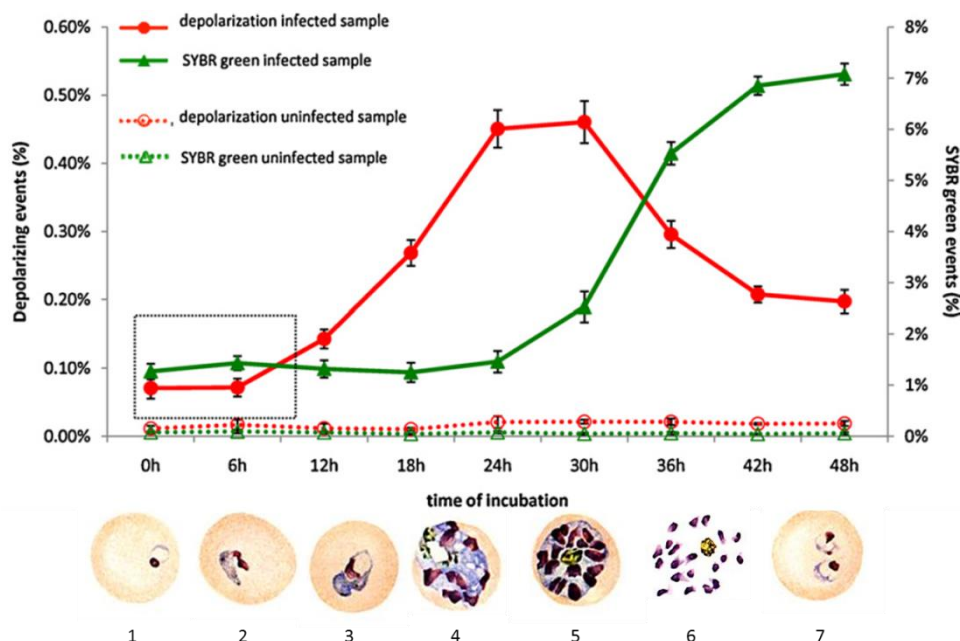 depolarization infected sample
SYBR green infected sample
depolarization uninfected sample
SYBR green uninfected sample
Depolarizing events (%)
0.60%
0.50%
0.40%
0.30%
0.20%
0.10%
0.00%
8%
7%
6%
5%
4%
3%
2%
1%
0%
SYBR green events (%)
0h 6h 12h 18h 24h 30h 36h 42h 48h
time of incubation
1 2 3 4 5 6 7